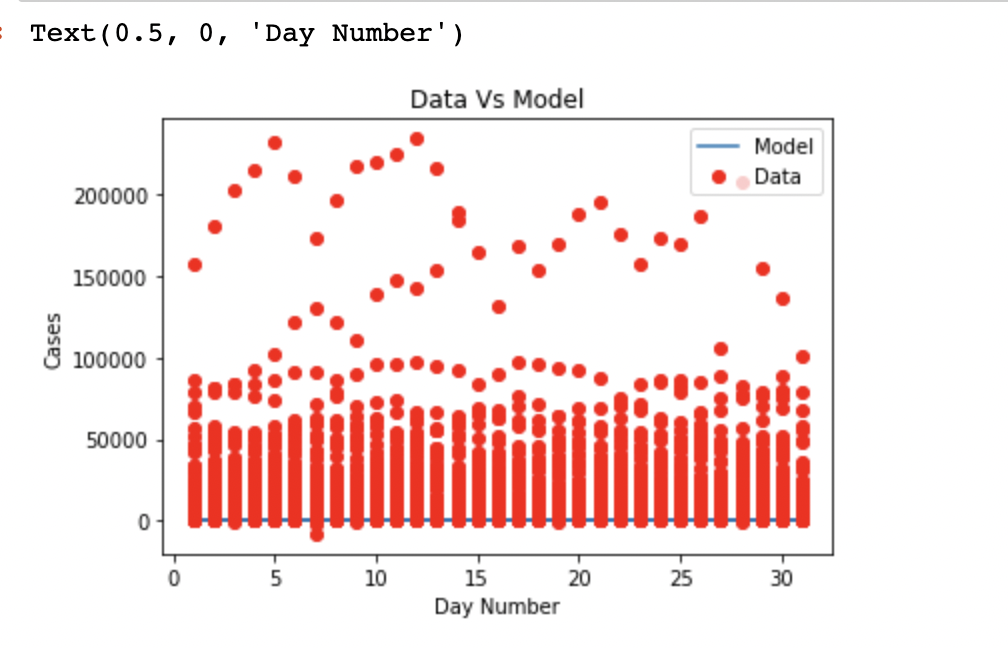 : Text(0.5, 0, 'Day Number')
Data Vs Model
Model
Data
Cases
200000
150000
100000
50000
0
0 5 10 15 20 25 30
Day Number